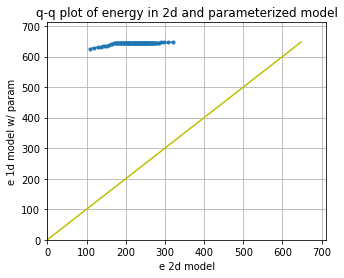 q-q plot of energy in 2d and parameterized model
700
600
500
400
300
200
100
0
e 1d model w/ param
0 100 200 300 400 500 600 700
e 2d model